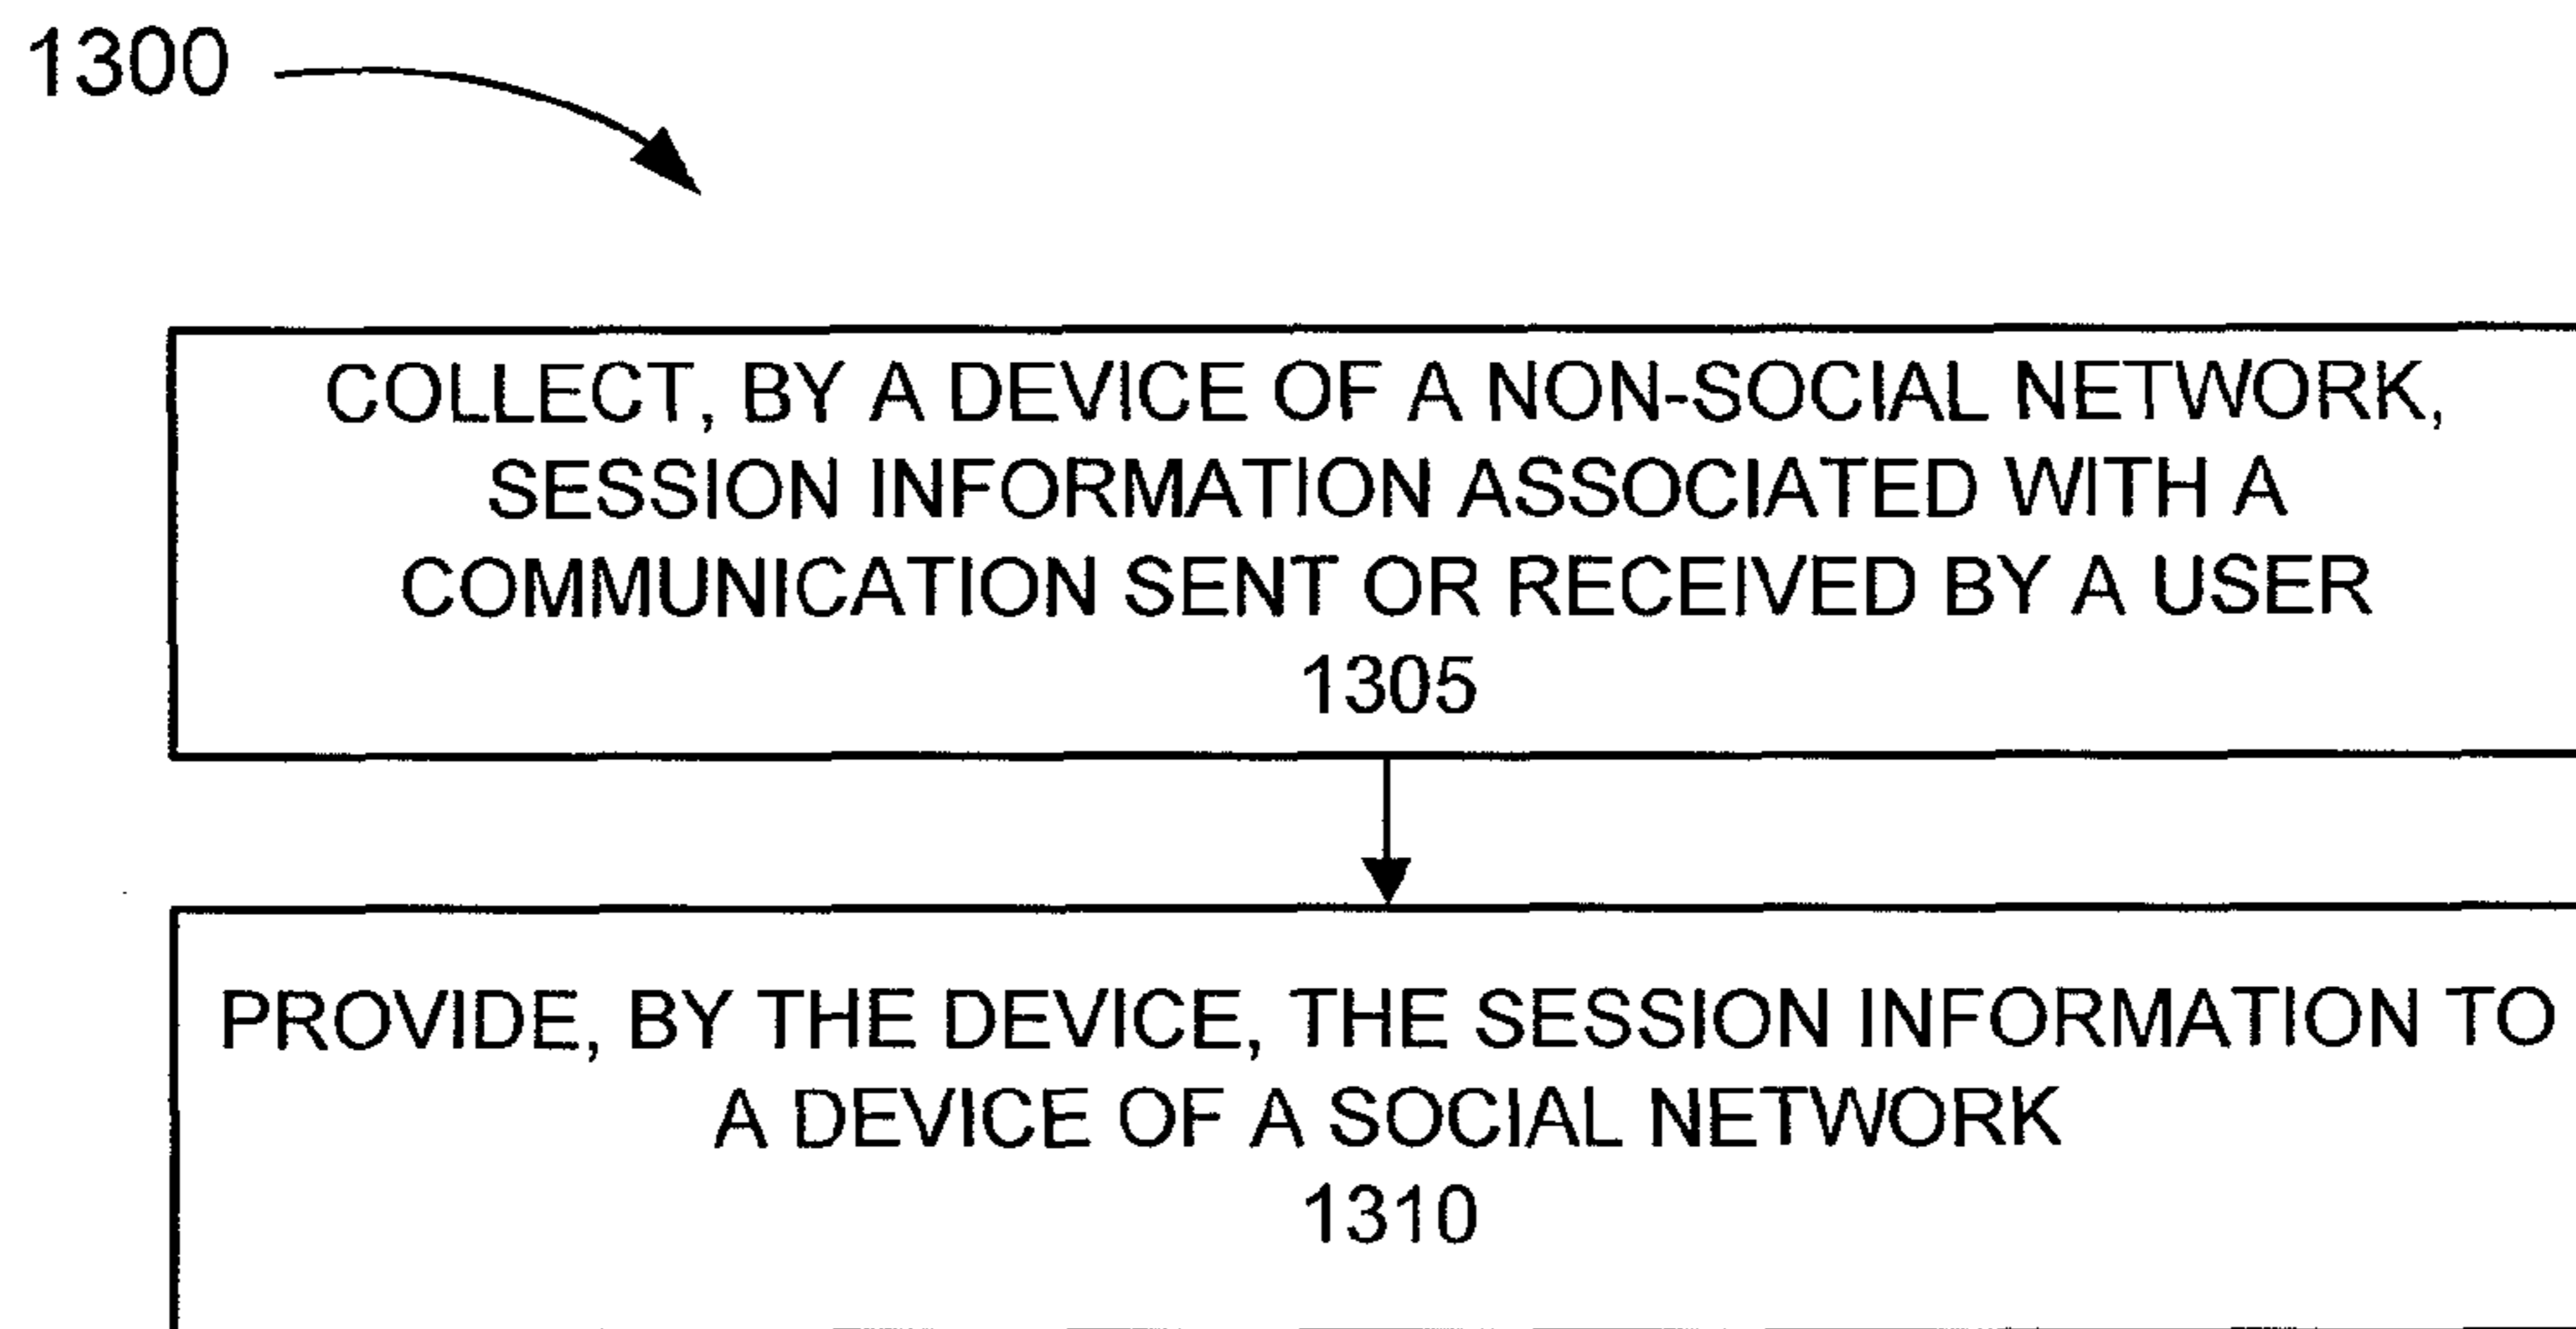 1300
COLLECT, BY A DEVICE OF A NON-SOCIAL NETWORK,
SESSION INFORMATION ASSOCIATED WITH A
COMMUNICATION SENT OR RECEIVED BY A USER
1305
PROVIDE, BY THE DEVICE, THE SESSION INFORMATION TO
A DEVICE OF A SOCIAL NETWORK
1310